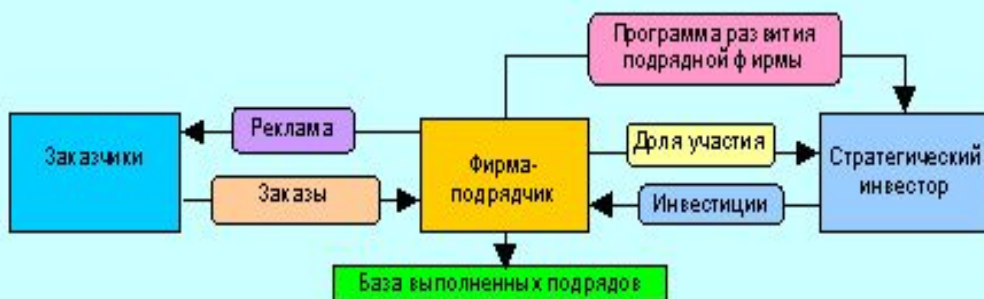 Программа развития
подрядной фирмы
Реклама
Доля участия
Заказчики
Фирма-
подрядчик
Стратегический
инвестор
Заказы
Инвестиции
База выполненных подрядов